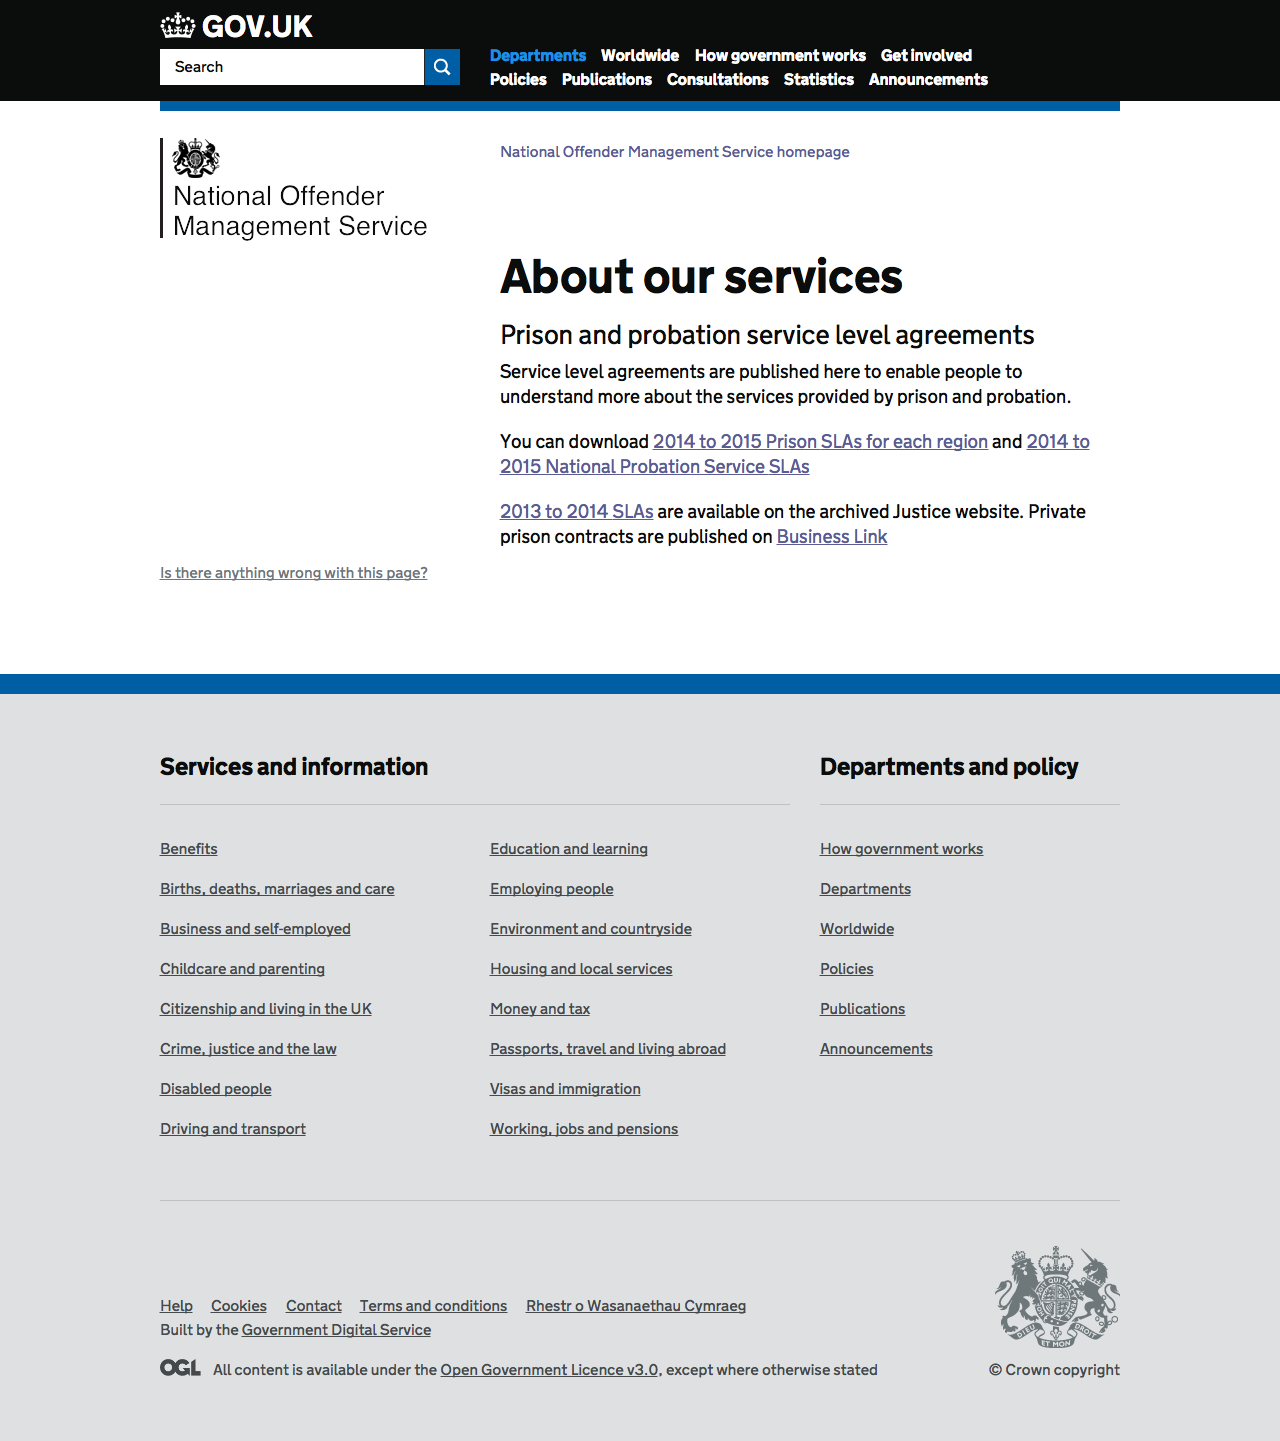 GOV.UK
Search
Departments Worldwide How government works Get involved
Policies Publications Consultations Statistics Announcements
National Offender
Management Service
National Offender Management Service homepage
About our services
Prison and probation service level agreements
Service level agreements are published here to enable people to
understand more about the services provided by prison and probation.
You can download 2014 to 2015 Prison SLAs for each region and 2014 to
2015 National Probation Service SLAs
2013 to 2014 SLAs are available on the archived Justice website. Private
prison contracts are published on Business Link
Is there anything wrong with this page?
Services and information
Benefits
Births, deaths, marriages and care
Business and self-employed
Childcare and parenting
Citizenship and living in the UK
Crime, justice and the law
Disabled people
Driving and transport
Education and learning
Employing people
Environment and countryside
Housing and local services
Money and tax
Passports, travel and living abroad
Visas and immigration
Working, jobs and pensions
Departments and policy
How government works
Departments
Worldwide
Policies
Publications
Announcements
Help Cookies Contact Terms and conditions Rhestr o Wasanaethau Cymraeg
Built by the Government Digital Service
OGL All content is available under the Open Government Licence v3.0, except where otherwise stated
DIEU ET MON DROIT
© Crown copyright